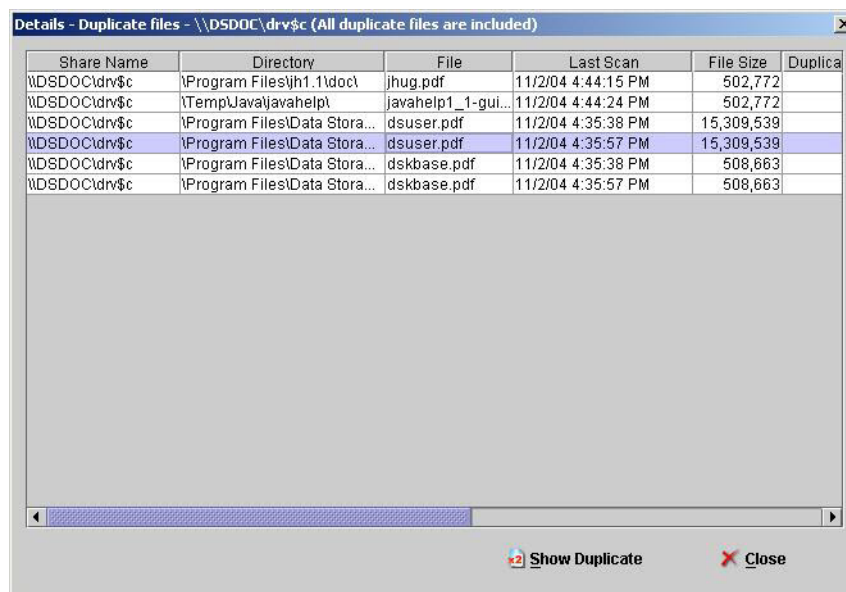 Details - Duplicate files - \\DSDOC\drv$c (All duplicate files are included)
Share Name Directory File Last Scan File Size Duplica
\\DSDOC\drv$c \Program Files\jh1.1\doc\ jhug.pdf 11/2/04 4:44:15 PM 502,772
\\DSDOC\drv$c \Temp\Java\javahelp\ javahelp1_1-gui... 11/2/04 4:44:24 PM 502,772
\\DSDOC\drv$c \Program Files\Data Stora... dsuser.pdf 11/2/04 4:35:38 PM 15,309,539
\\DSDOC\drv$c \Program Files\Data Stora... dsuser.pdf 11/2/04 4:35:57 PM 15,309,539
\\DSDOC\drv$c \Program Files\Data Stora... dskbase.pdf 11/2/04 4:35:38 PM 508,663
\\DSDOC\drv$c \Program Files\Data Stora... dskbase.pdf 11/2/04 4:35:57 PM 508,663
x2 Show Duplicate Close